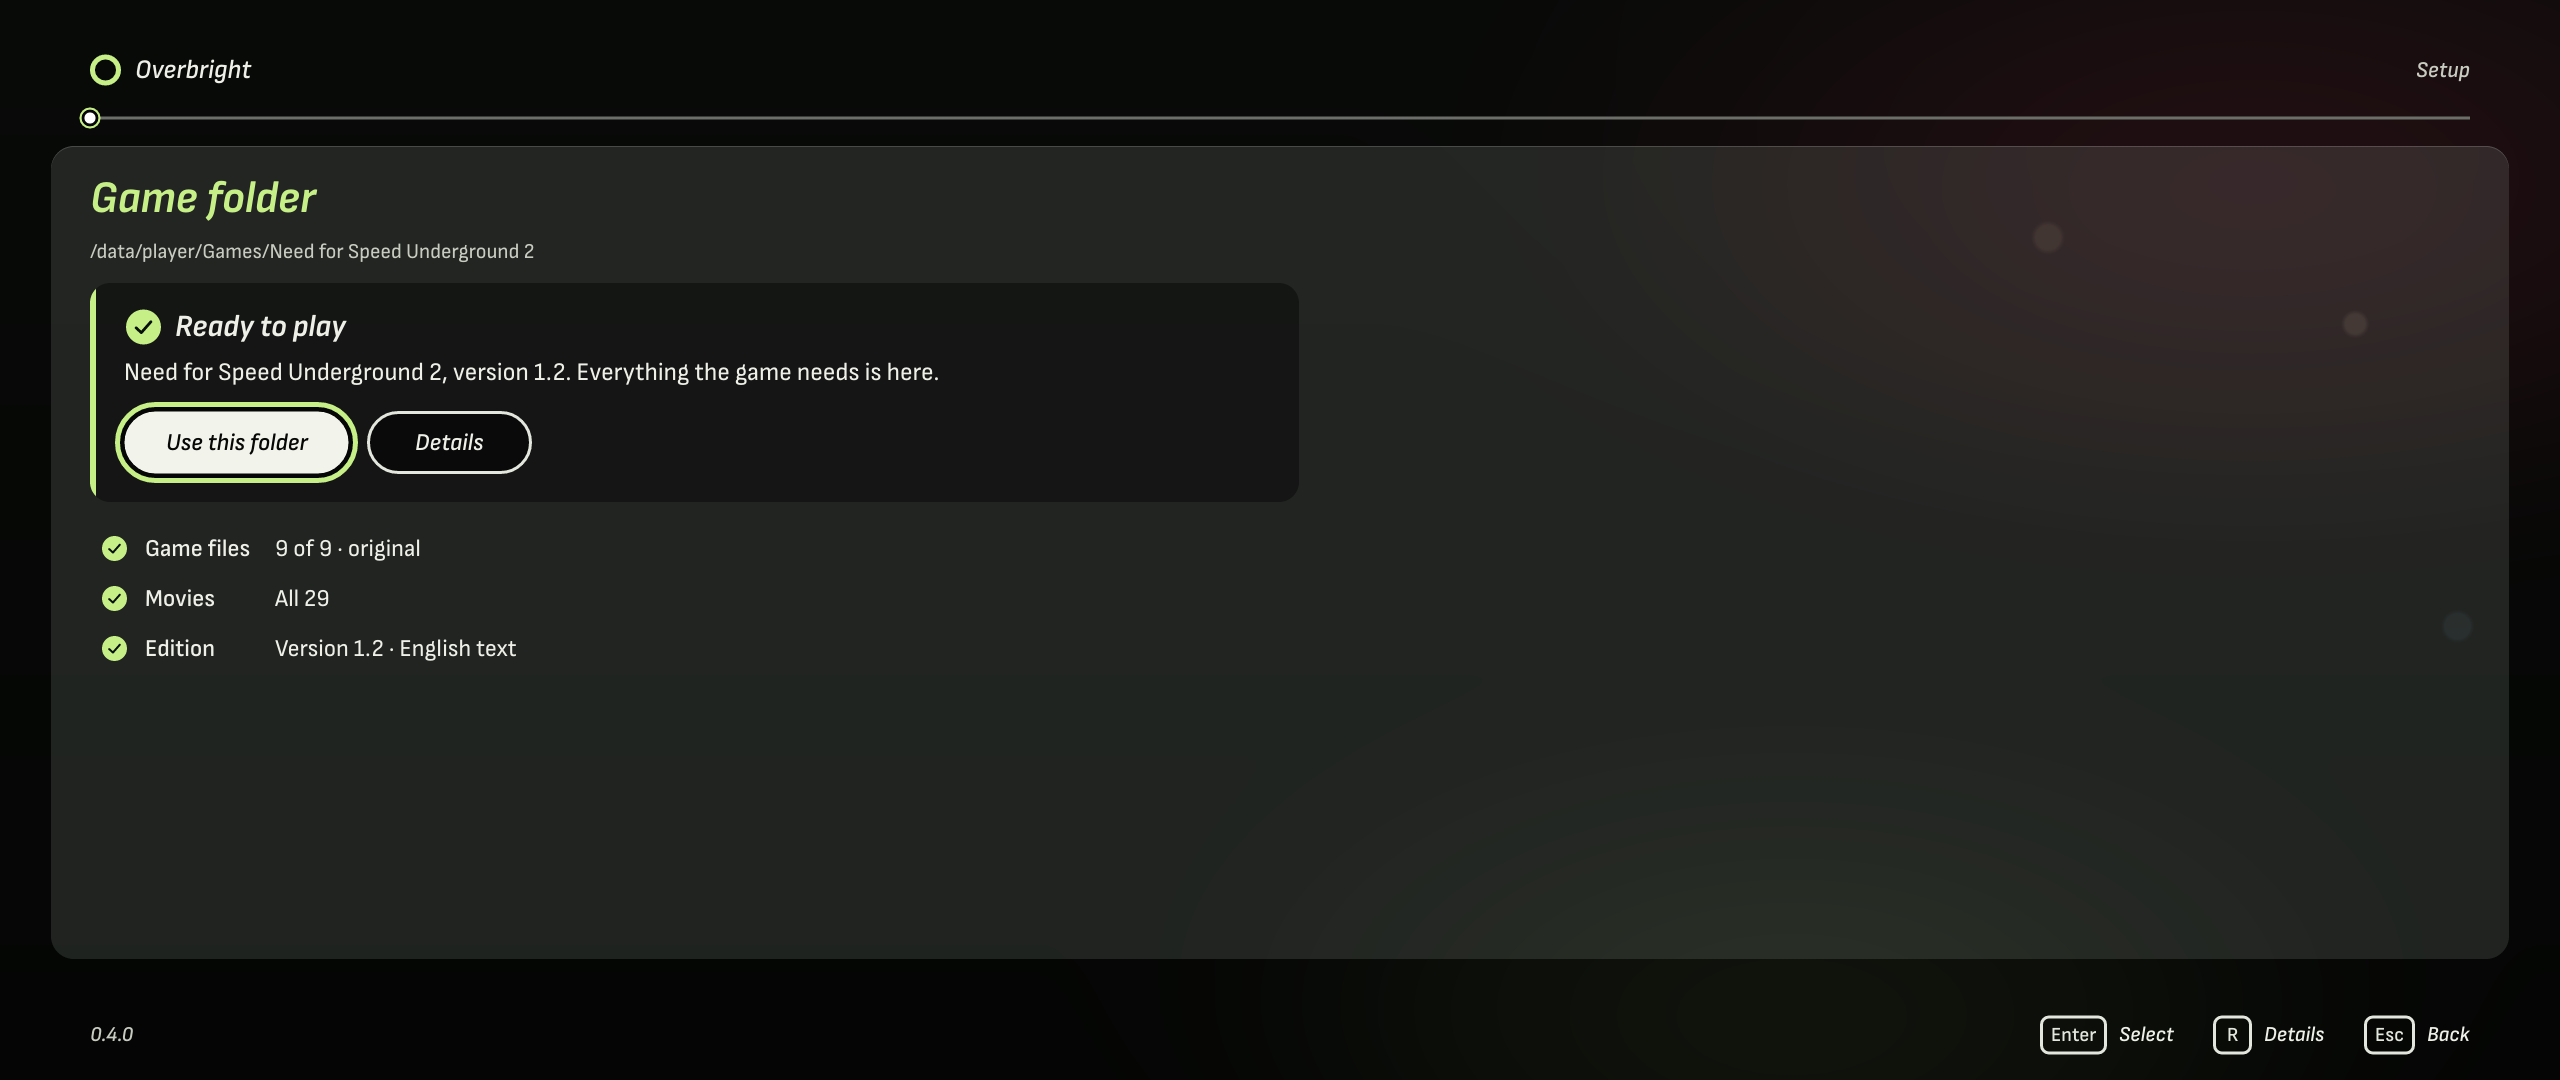 Overbright
Setup
Game folder
/data/player/Games/Need for Speed Underground 2
Ready to play
Need for Speed Underground 2, version 1.2. Everything the game needs is here.
Use this folder
Details
Game files 9 of 9 · original
Movies All 29
Edition Version 1.2 · English text
0.4.0
Enter Select R Details Esc Back